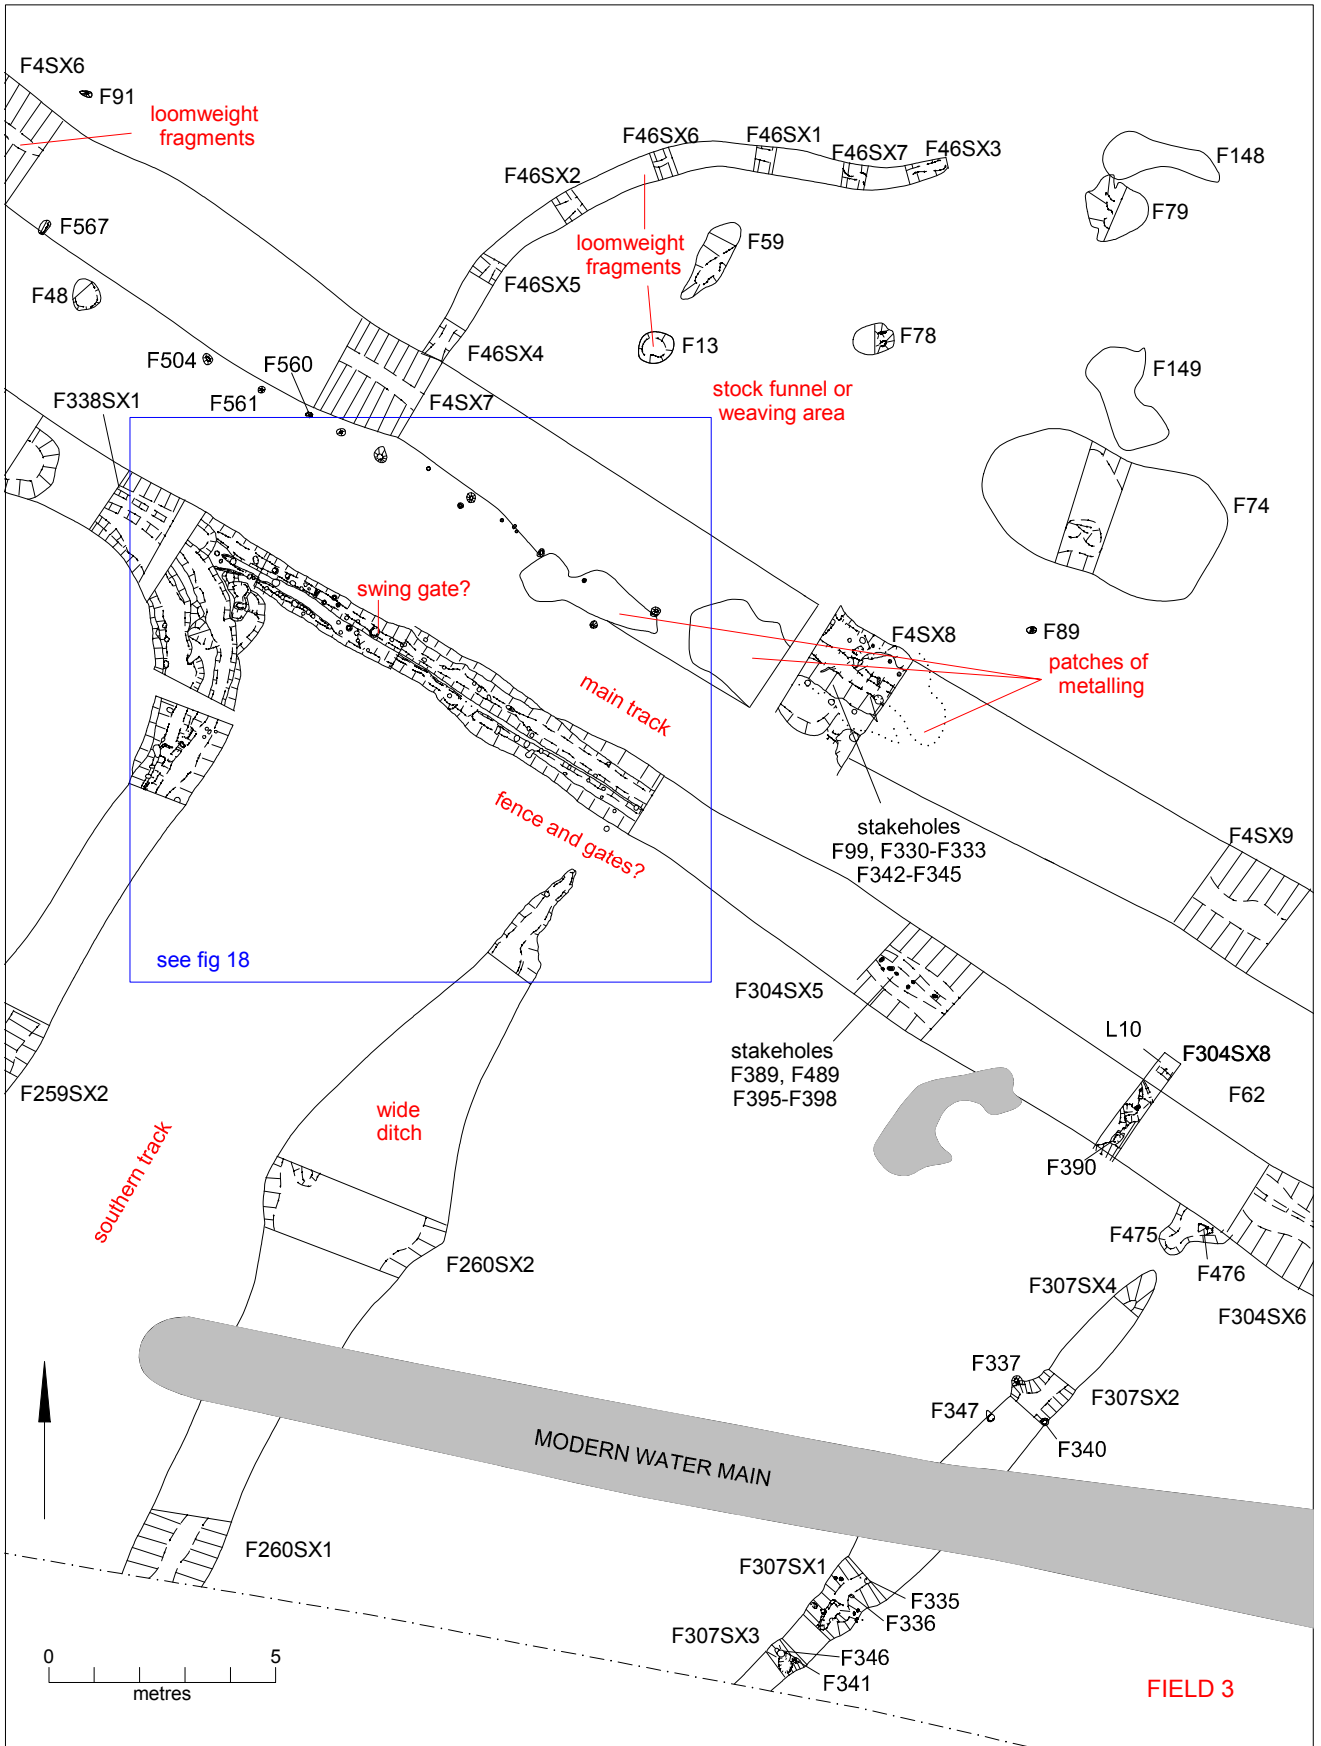 F4SX6
F91
loomweight
fragments
F46SX6
F46SX1
F46SX7
F46SX3
F148
F46SX2
F79
F567
loomweight
fragments
F59
F46SX5
F48
F504
F560
F46SX4
F13
F78
F149
F561
F338SX1
F4SX7
stock funnel or
weaving area
F74
swing gate?
F4SX8
F89
patches of
metalling
main track
fence and gates?
stakeholes
F99, F330-F333
F342-F345
F4SX9
see fig 18
F304SX5
L10
stakeholes
F389, F489
F395-F398
F304SX8
F62
F259SX2
wide
ditch
southern track
F390
F475
F476
F260SX2
F307SX4
F304SX6
F337
F347
F307SX2
F340
MODERN WATER MAIN
F260SX1
F307SX1
F335
F336
F307SX3
F346
F341
0 5
metres
FIELD 3